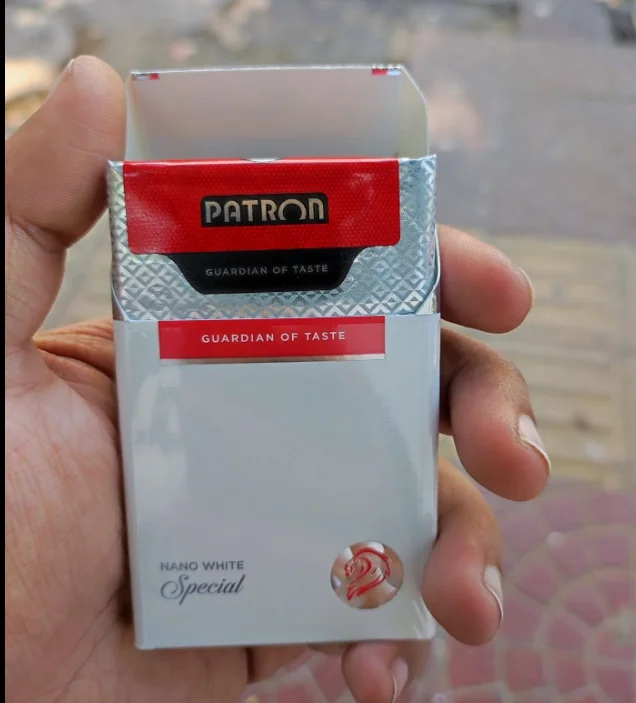 PATRON
GUARDIAN OF TASTE
GUARDIAN OF TASTE
NANO WHITE
Special